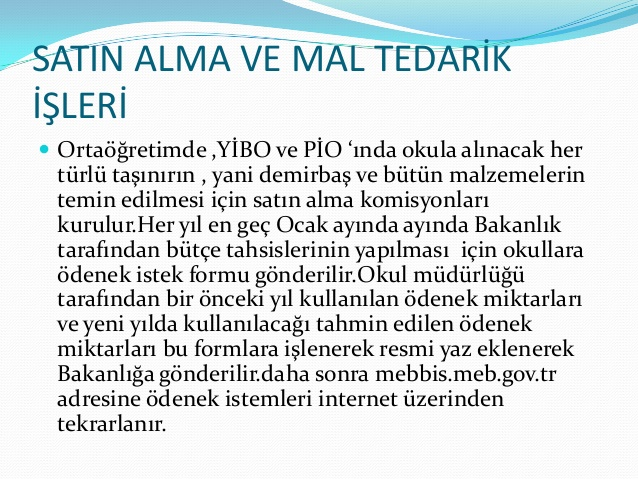 SATIN ALMA VE MAL TEDARİK
İŞLERİ
Ortaöğretimde ,YİBO ve PİO ‘ında okula alınacak her
türlü taşınırın , yani demirbaş ve bütün malzemelerin
temin edilmesi için satın alma komisyonları
kurulur.Her yıl en geç Ocak ayında ayında Bakanlık
tarafından bütçe tahsislerinin yapılması  için okullara
ödenek istek formu gönderilir.Okul müdürlüğü
tarafından bir önceki yıl kullanılan ödenek miktarları
ve yeni yılda kullanılacağı tahmin edilen ödenek
miktarları bu formlara işlenerek resmi yaz eklenerek
Bakanlığa gönderilir.daha sonra mebbis.meb.gov.tr
adresine ödenek istemleri internet üzerinden
tekrarlanır.